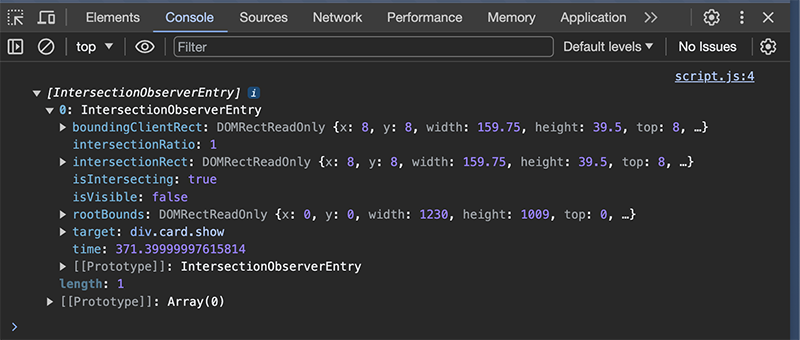 Elements Console Sources Network Performance Memory Application
top Filter Default levels No Issues
script.js:4
[IntersectionObserverEntry] i
0: IntersectionObserverEntry
boundingClientRect: DOMRectReadOnly {x: 8, y: 8, width: 159.75, height: 39.5, top: 8, …}
intersectionRatio: 1
intersectionRect: DOMRectReadOnly {x: 8, y: 8, width: 159.75, height: 39.5, top: 8, …}
isIntersecting: true
isVisible: false
rootBounds: DOMRectReadOnly {x: 0, y: 0, width: 1230, height: 1009, top: 0, …}
target: div.card.show
time: 371.39999997615814
[[Prototype]]: IntersectionObserverEntry
length: 1
[[Prototype]]: Array(0)